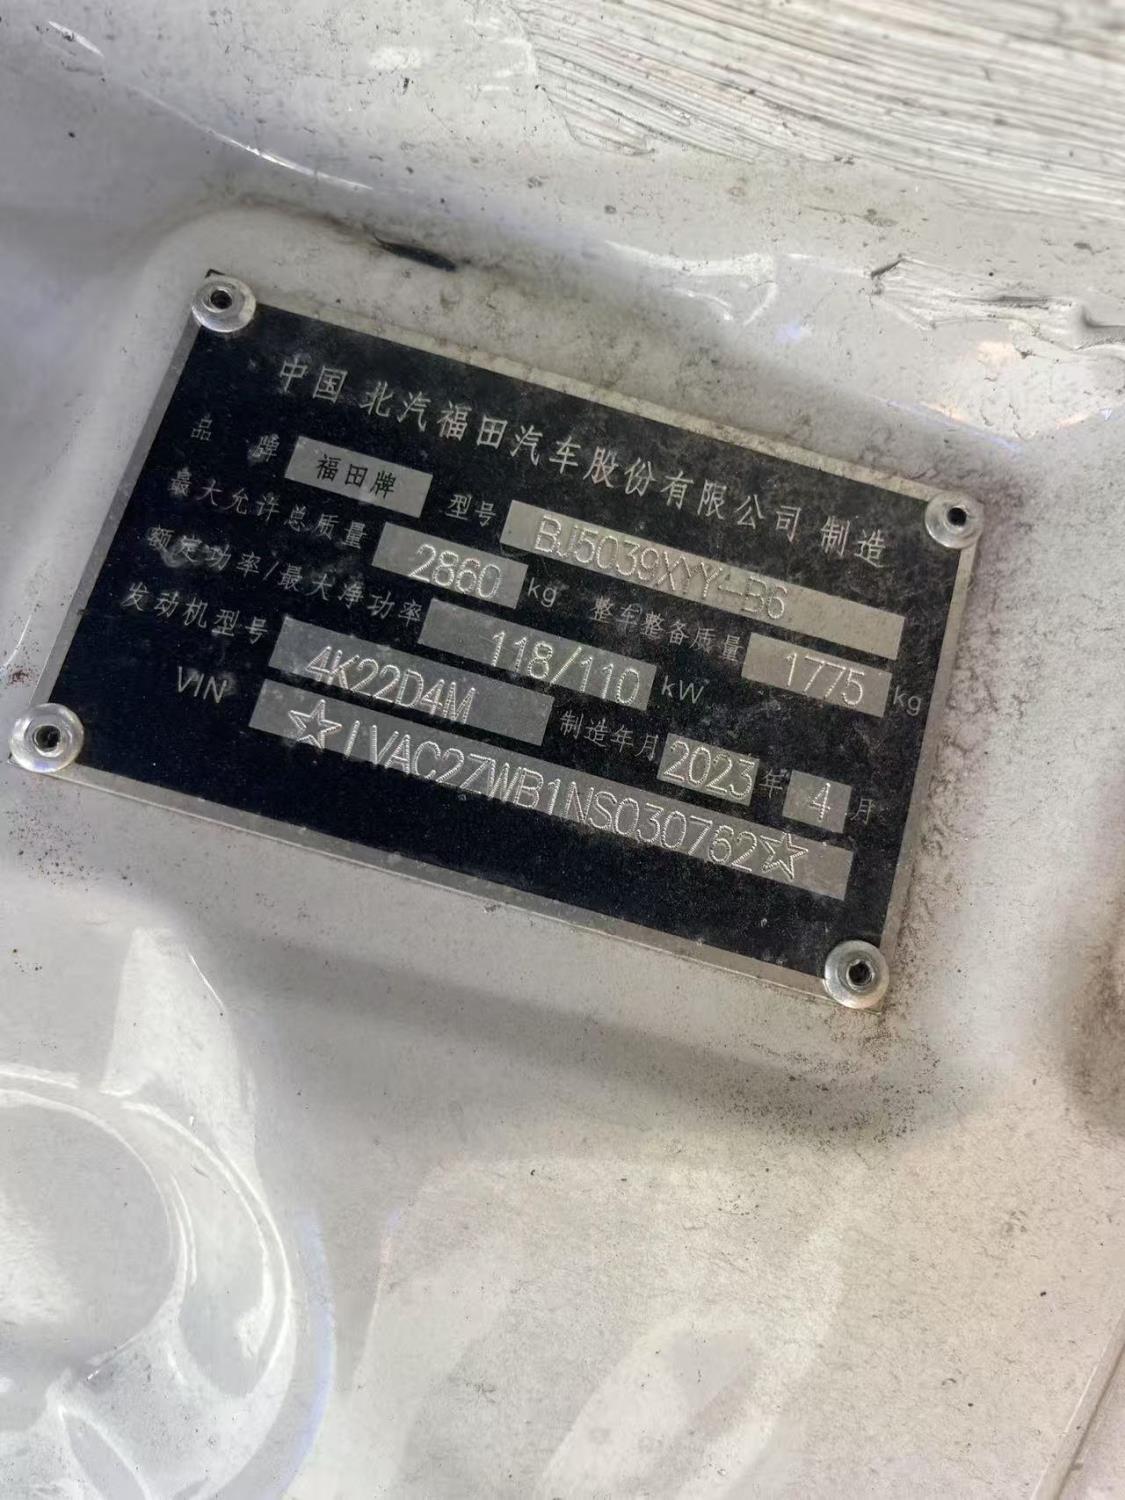 中国 北汽福田汽车股份有限公司 制造
品 牌 福田牌 型号 BJ5039XYY-B6
最大允许总质量 2860 kg 整车整备质量 1775 kg
额定功率/最大净功率 118/110 kW
发动机型号 4K22D4M 制造年月 2023 年 4 月
VIN ☆LVAC2ZWB1NS030762☆